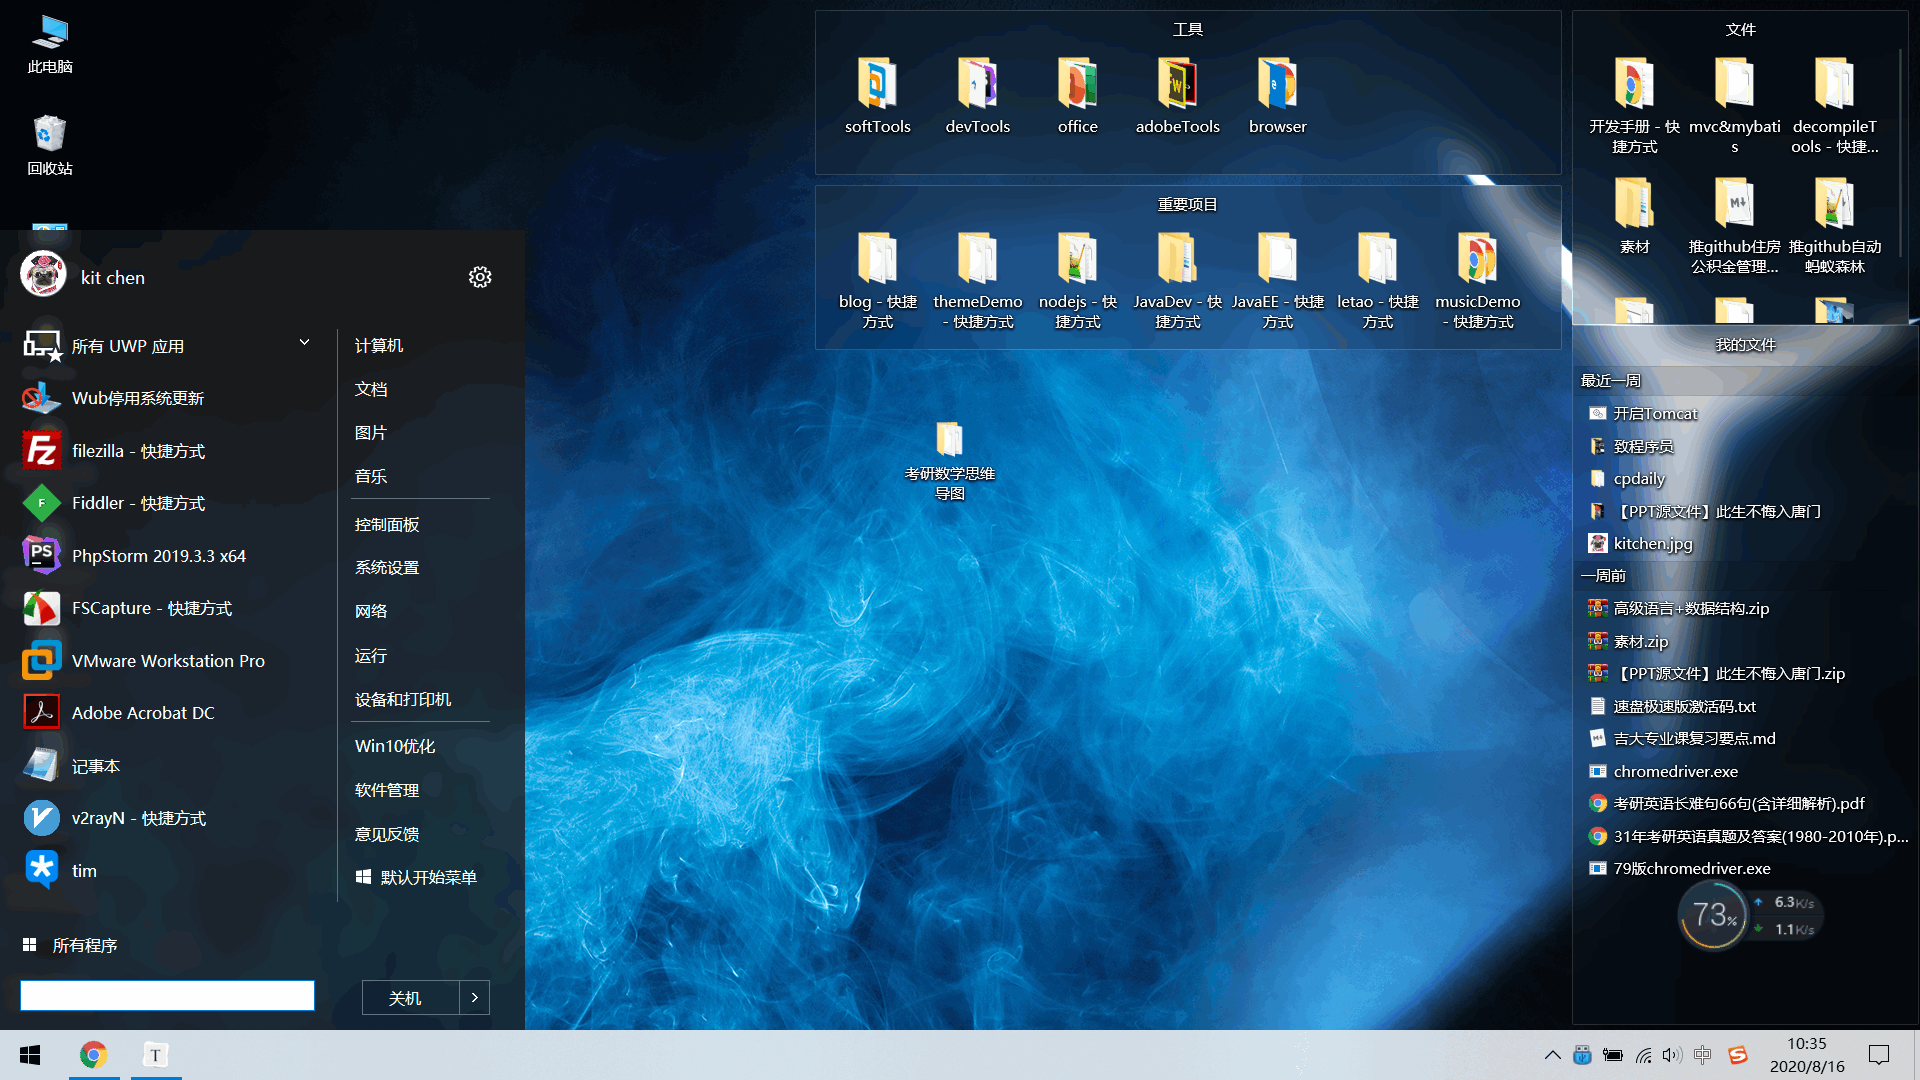 此电脑
回收站
kit chen
所有 UWP 应用
Wub停用系统更新
filezilla - 快捷方式
Fiddler - 快捷方式
PhpStorm 2019.3.3 x64
FSCapture - 快捷方式
VMware Workstation Pro
Adobe Acrobat DC
记事本
v2rayN - 快捷方式
tim
所有程序
计算机
文档
图片
音乐
控制面板
系统设置
网络
运行
设备和打印机
Win10优化
软件管理
意见反馈
默认开始菜单
关机
工具
softTools
devTools
office
adobeTools
browser
重要项目
blog - 快捷
方式
themeDemo
- 快捷方式
nodejs - 快
捷方式
JavaDev - 快
捷方式
JavaEE - 快捷
方式
letao - 快捷
方式
musicDemo
- 快捷方式
考研数学思维
导图
文件
开发手册 - 快
捷方式
mvc&mybati
s
decompileT
ools - 快捷...
素材
推github住房
公积金管理...
推github自动
蚂蚁森林
我的文件
最近一周
开启Tomcat
致程序员
cpdaily
【PPT源文件】此生不悔入唐门
kitchen.jpg
一周前
高级语言+数据结构.zip
素材.zip
【PPT源文件】此生不悔入唐门.zip
速盘极速版激活码.txt
吉大专业课复习要点.md
chromedriver.exe
考研英语长难句66句(含详细解析).pdf
31年考研英语真题及答案(1980-2010年).p...
79版chromedriver.exe
73%
6.3K/s
1.1K/s
中
10:35
2020/8/16